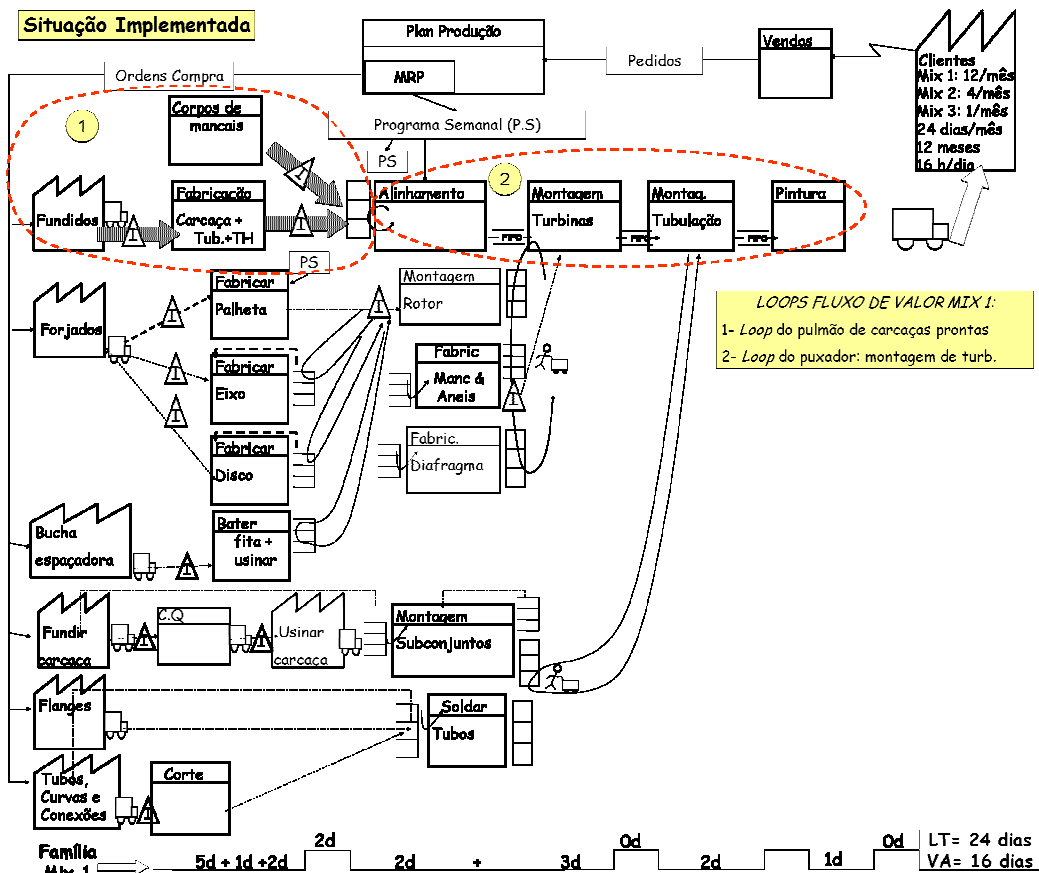 Situação Implementada
Plan Produção
MRP
Pedidos
Vendas
Clientes
Mix 1: 12/mês
Mix 2: 4/mês
Mix 3: 1/mês
24 dias/mês
12 meses
16 h/dia
Ordens Compra
Programa Semanal (P.S)
PS
1
Corpos de
mancais
2
Fundidos
I
Fabricação
Carcaça +
Tub.+TH
I
I
Alinhamento
FIFO
Montagem
Turbinas
FIFO
Montag.
Tubulação
FIFO
Pintura
PS
Forjados
I
I
I
Fabricar
Palheta
Fabricar
Eixo
Fabricar
Disco
I
Montagem
Rotor
Fabric
Manc &
Aneis
I
Fabric.
Diafragma
LOOPS FLUXO DE VALOR MIX 1:
1- Loop do pulmão de carcaças prontas
2- Loop do puxador: montagem de turb.
Bucha
espaçadora
I
Bater
fita +
usinar
Fundir
carcaça
I
C.Q
I
Usinar
carcaça
Montagem
Subconjuntos
Flanges
Soldar
Tubos
Tubos,
Curvas e
Conexões
I
Corte
Família
Mix 1
5d + 1d +2d
2d
2d + 3d
0d
2d
1d
0d
LT= 24 dias
VA= 16 dias